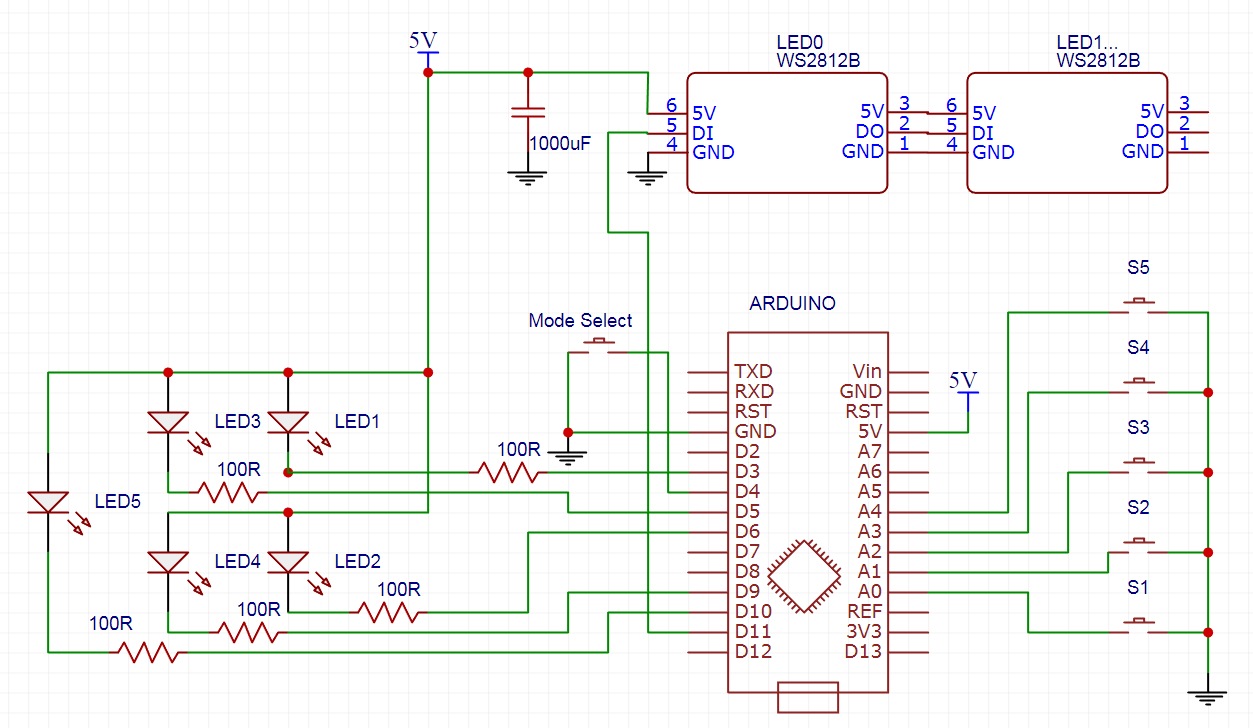 5V
LED0
WS2812B
LED1...
WS2812B
1000uF
6 5V
5 DI
4 GND
5V 3
DO 2
GND 1
6 5V
5 DI
4 GND
5V 3
DO 2
GND 1
Mode Select
ARDUINO
TXD
RXD
RST
GND
D2
D3
D4
D5
D6
D7
D8
D9
D10
D11
D12
Vin
GND
RST
5V
A7
A6
A5
A4
A3
A2
A1
A0
REF
3V3
D13
5V
S5
S4
S3
S2
S1
LED3
LED1
100R
100R
LED5
LED4
LED2
100R
100R
100R